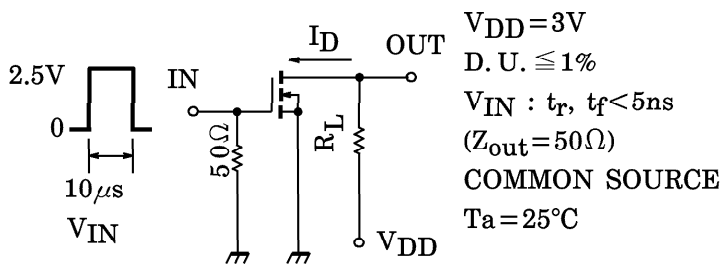 2.5V
0
10μs
VIN
IN
50Ω
ID
OUT
RL
VDD
VDD=3V
D. U.≦1%
VIN : tr, tf<5ns
(Zout=50Ω)
COMMON SOURCE
Ta=25°C